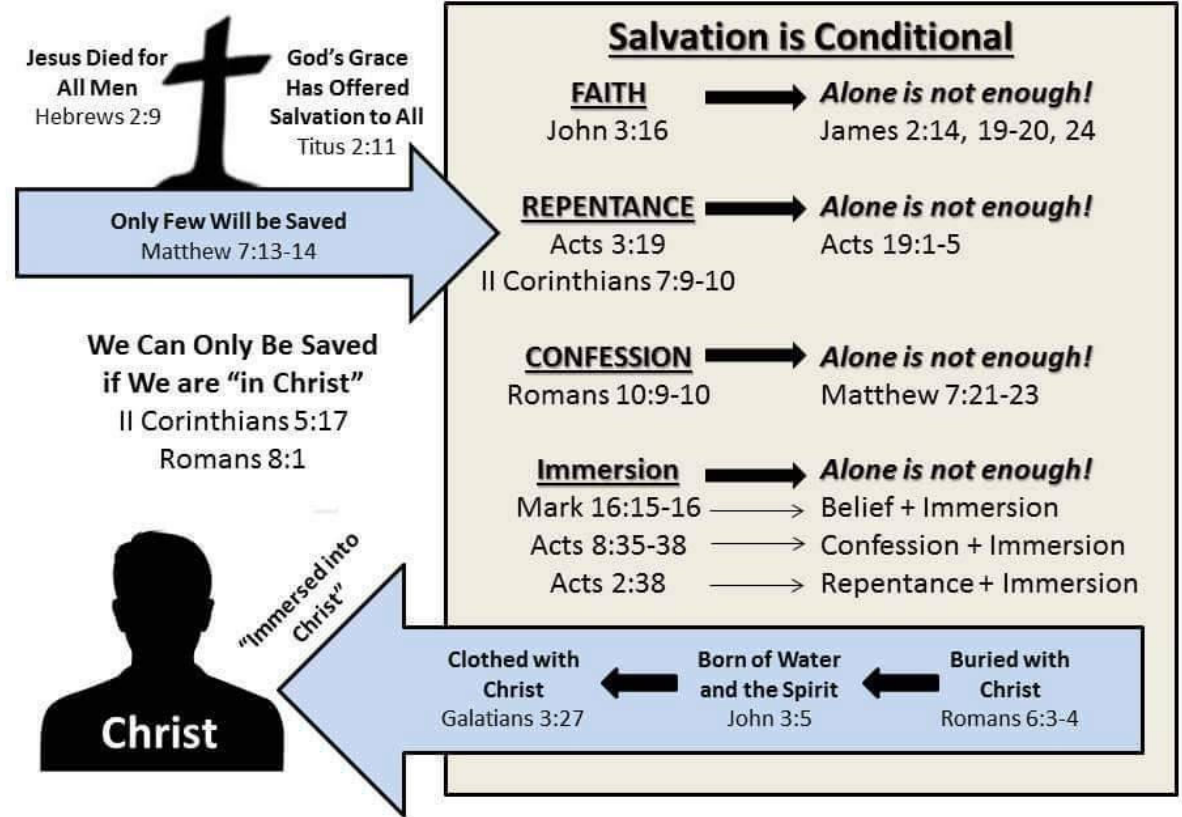 Jesus Died for
All Men
Hebrews 2:9
God's Grace
Has Offered
Salvation to All
Titus 2:11
Only Few Will be Saved
Matthew 7:13-14
We Can Only Be Saved
if We are "in Christ"
II Corinthians 5:17
Romans 8:1
Salvation is Conditional
FAITH
John 3:16
Alone is not enough!
James 2:14, 19-20, 24
REPENTANCE
Acts 3:19
II Corinthians 7:9-10
Alone is not enough!
Acts 19:1-5
CONFESSION
Romans 10:9-10
Alone is not enough!
Matthew 7:21-23
Immersion
Alone is not enough!
Mark 16:15-16
Belief + Immersion
Acts 8:35-38
Confession + Immersion
Acts 2:38
Repentance + Immersion
Buried with
Christ
Romans 6:3-4
Born of Water
and the Spirit
John 3:5
Clothed with
Christ
Galatians 3:27
"Immersed into
Christ"
Christ